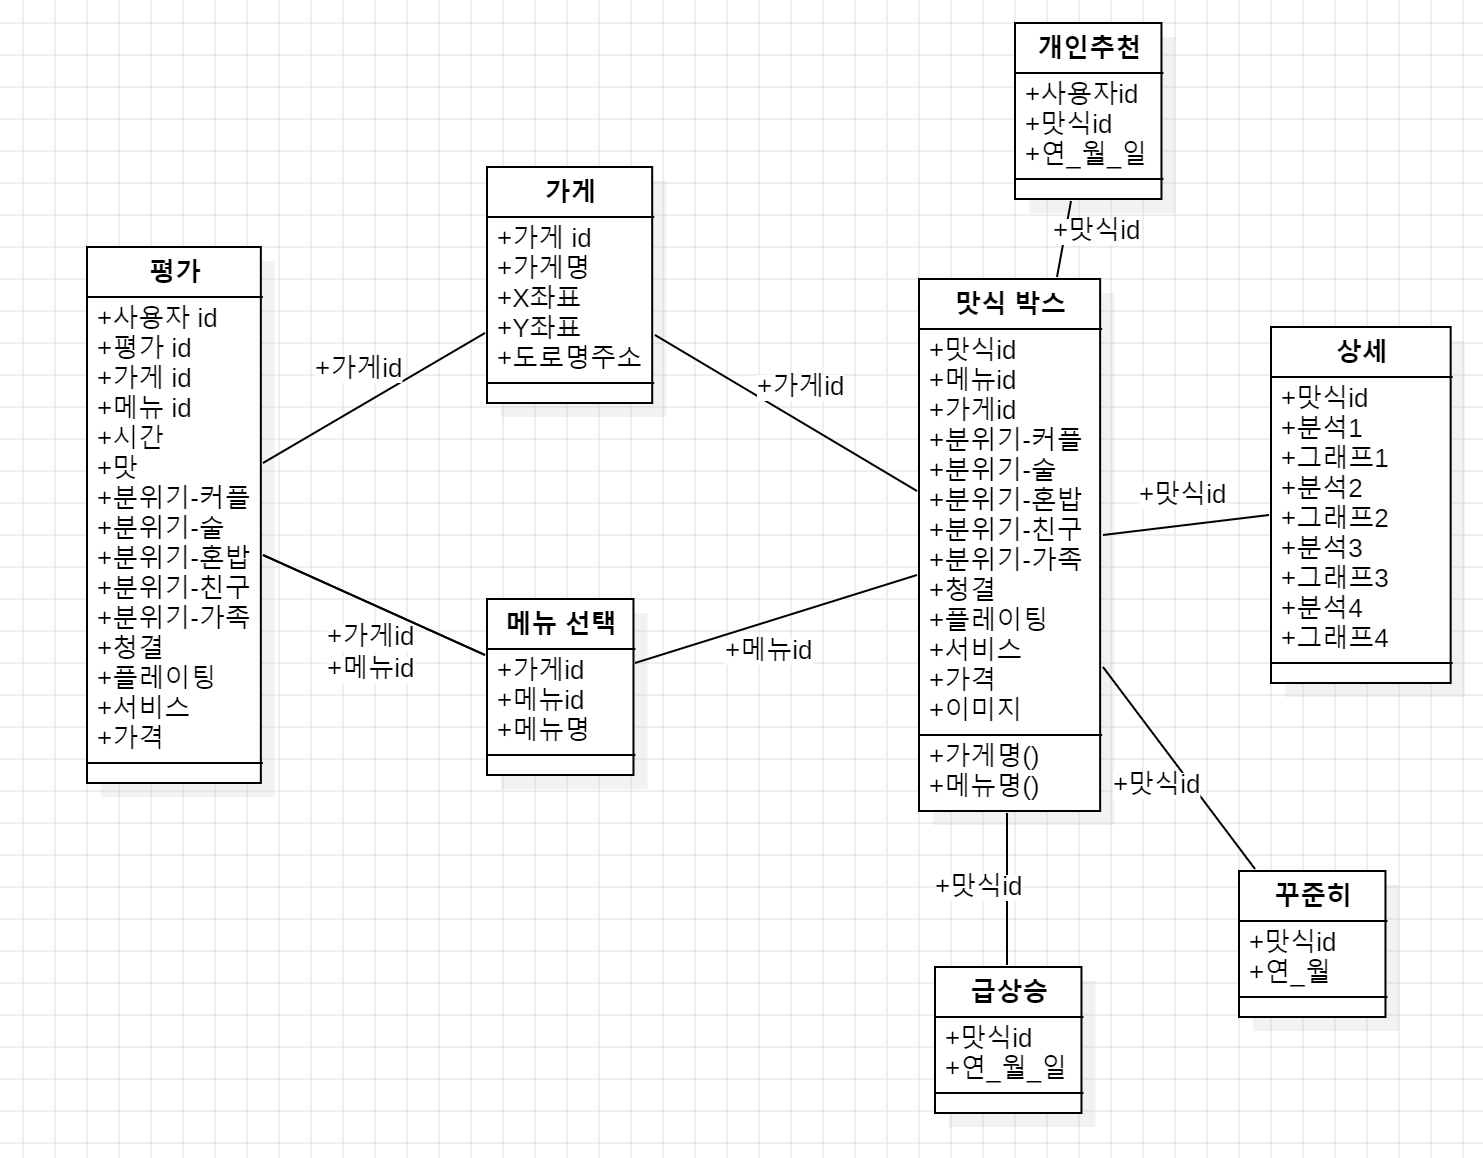 개인추천
+사용자id
+맛식id
+연_월_일
+맛식id
가게
+가게 id
+가게명
+X좌표
+Y좌표
+도로명주소
평가
+사용자 id
+평가 id
+가게 id
+메뉴 id
+시간
+맛
+분위기-커플
+분위기-술
+분위기-혼밥
+분위기-친구
+분위기-가족
+청결
+플레이팅
+서비스
+가격
+가게id
+가게id
+가게id
+메뉴id
메뉴 선택
+가게id
+메뉴id
+메뉴명
+메뉴id
맛식 박스
+맛식id
+메뉴id
+가게id
+분위기-커플
+분위기-술
+분위기-혼밥
+분위기-친구
+분위기-가족
+청결
+플레이팅
+서비스
+가격
+이미지
+가게명()
+메뉴명()
+맛식id
상세
+맛식id
+분석1
+그래프1
+분석2
+그래프2
+분석3
+그래프3
+분석4
+그래프4
+맛식id
꾸준히
+맛식id
+연_월
+맛식id
급상승
+맛식id
+연_월_일